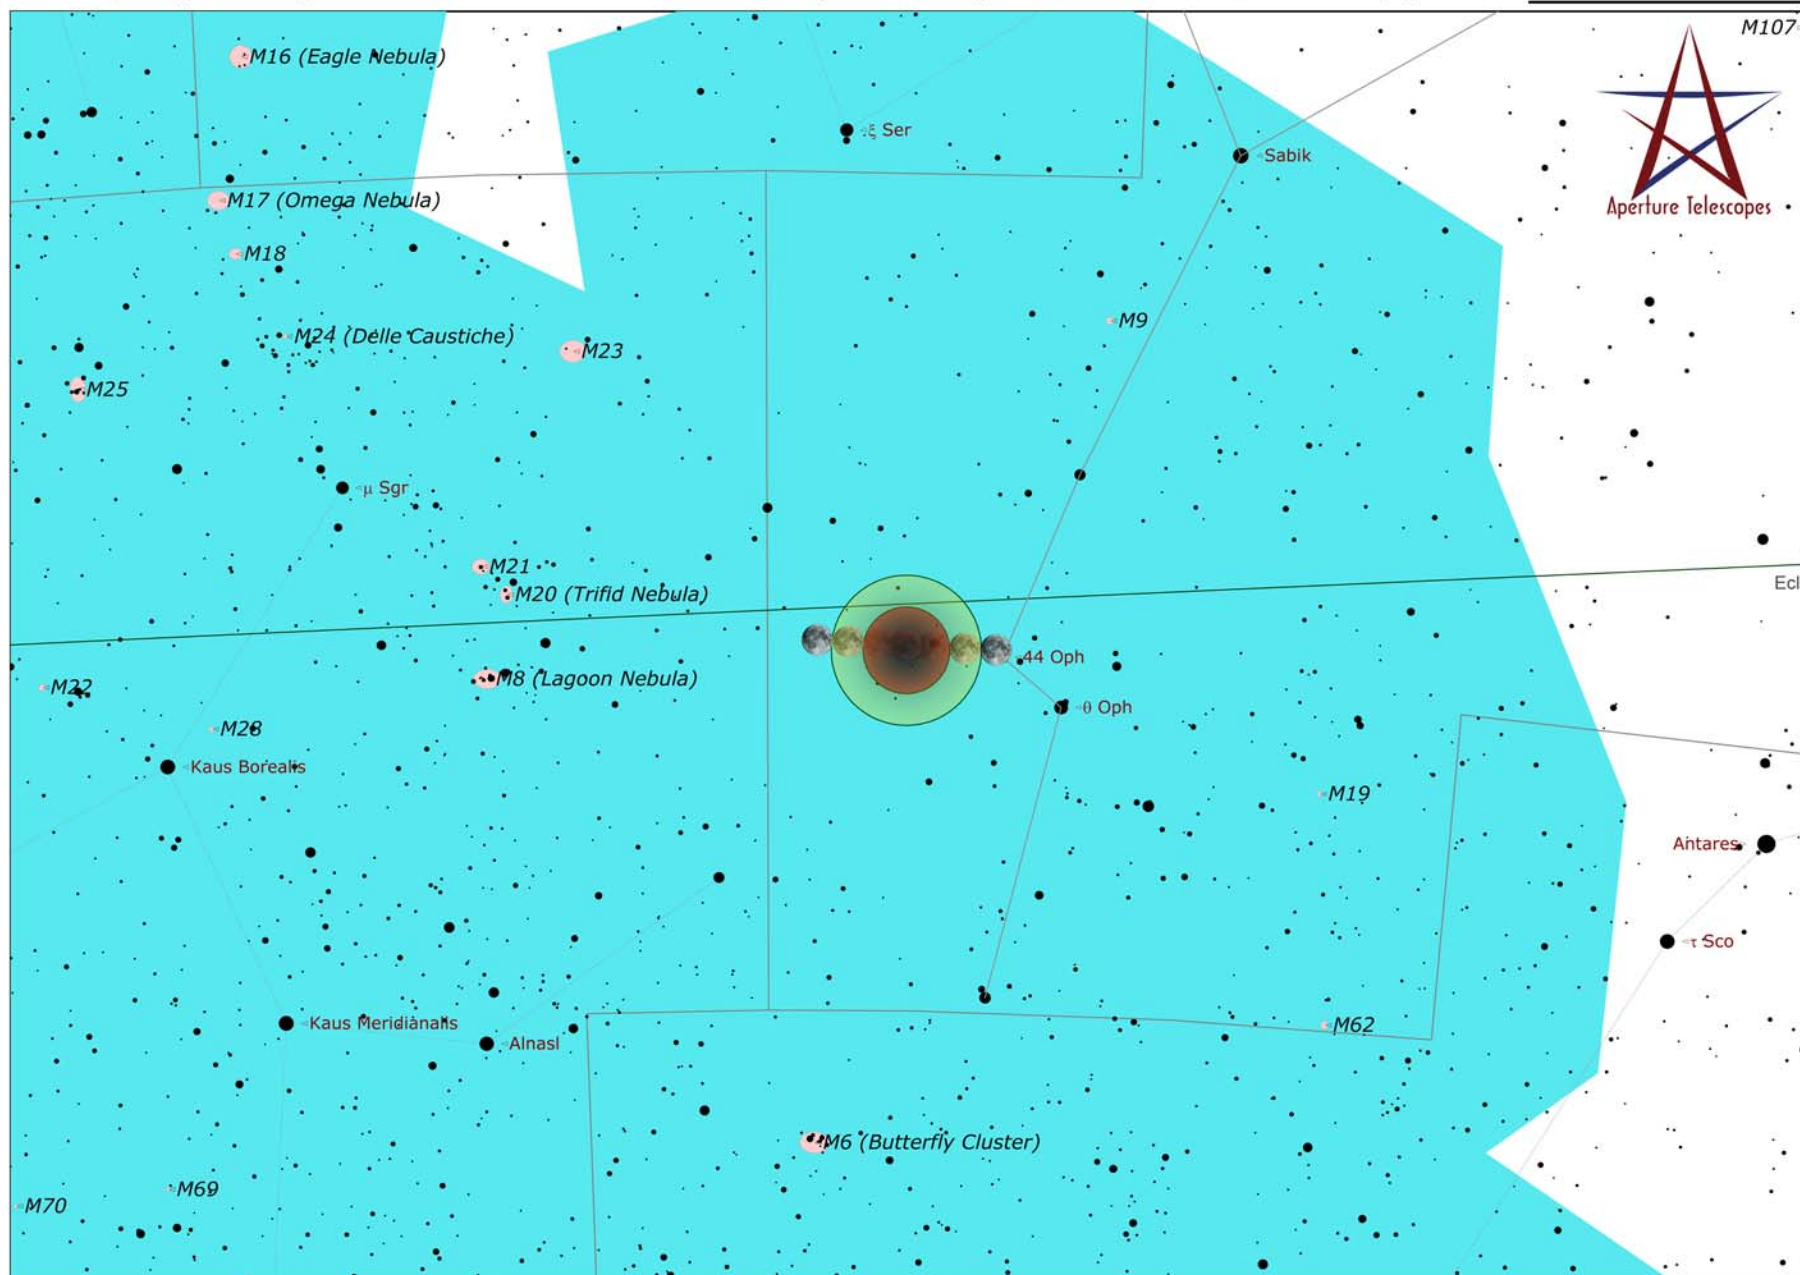 M107
M16 (Eagle Nebula)
ξ Ser
Sabik
M17 (Omega Nebula)
Aperture Telescopes
M18
M9
M24 (Delle Caustiche)
M23
M25
μ Sgr
M21
Ecl
M20 (Trifid Nebula)
44 Oph
M8 (Lagoon Nebula)
M22
θ Oph
M28
Kaus Borealis
M19
Antares
τ Sco
Kaus Meridianalis
M62
Alnasl
M6 (Butterfly Cluster)
M69
M70